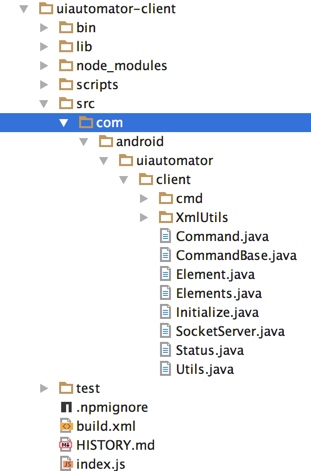 uiautomator-client
bin
lib
node_modules
scripts
src
com
android
uiautomator
client
cmd
XmlUtils
Command.java
CommandBase.java
Element.java
Elements.java
Initialize.java
SocketServer.java
Status.java
Utils.java
test
.npmignore
build.xml
HISTORY.md
index.js